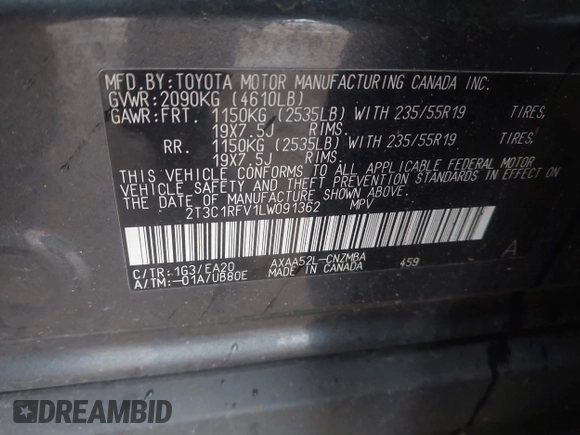 MFD. BY: TOYOTA MOTOR MANUFACTURING CANADA INC.
GVWR: 2090KG (4610LB)
GAWR: FRT. 1150KG (2535LB) WITH 235/55R19 TIRES,
19X7.5J RIMS.
RR. 1150KG (2535LB) WITH 235/55R19 TIRES,
19X7.5J RIMS.
THIS VEHICLE CONFORMS TO ALL APPLICABLE FEDERAL MOTOR
VEHICLE SAFETY AND THEFT PREVENTION STANDARDS IN EFFECT ON
THE DATE OF MANUFACTURE SHOWN ABOVE.
2T3C1RFV1LW091362 MPV
C/TR: 1G3/EA20 AXAA52L-CNZMBA 459 A
A/TM: -01A/UB80E MADE IN CANADA
DREAMBID